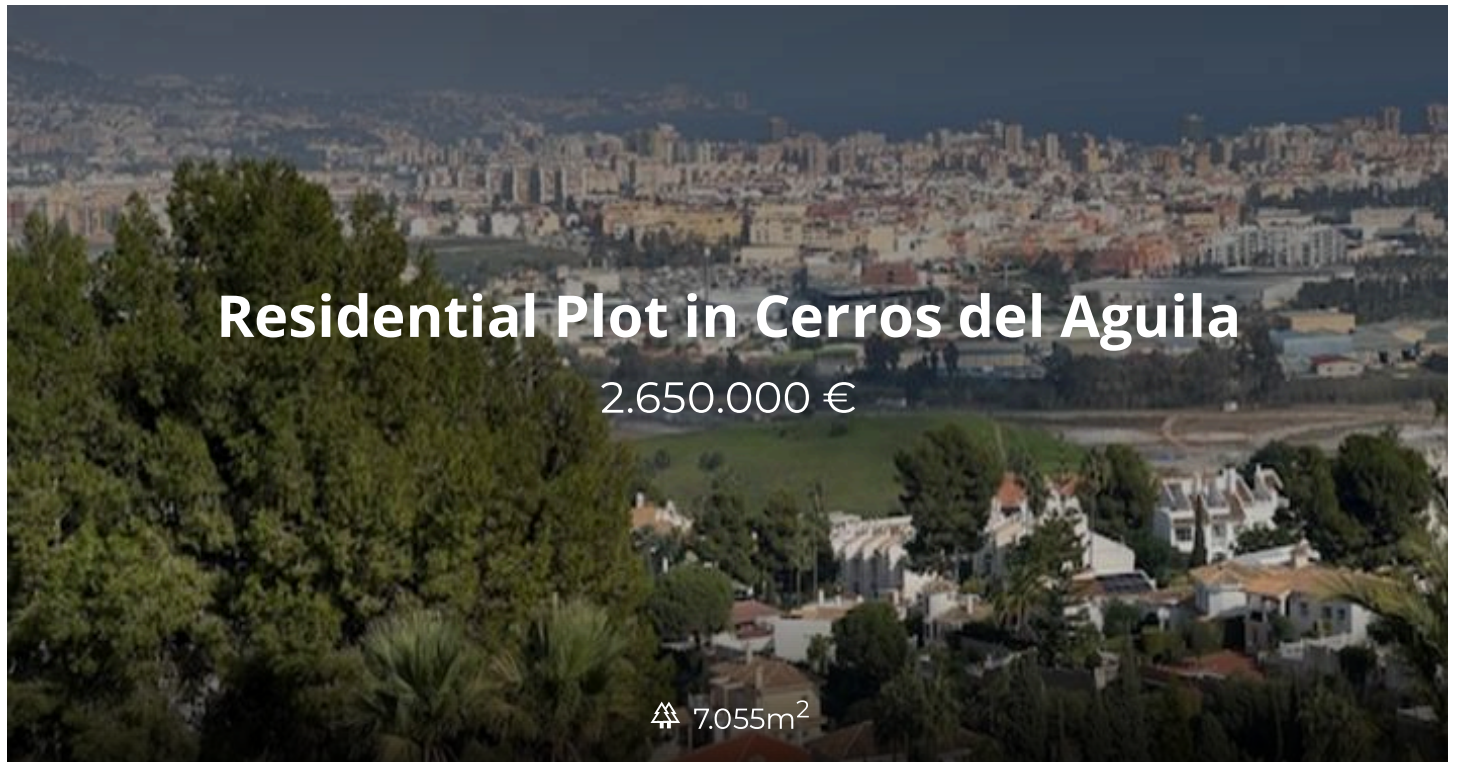 Residential Plot in Cerros del Aguila
2.650.000 €
7.055m²